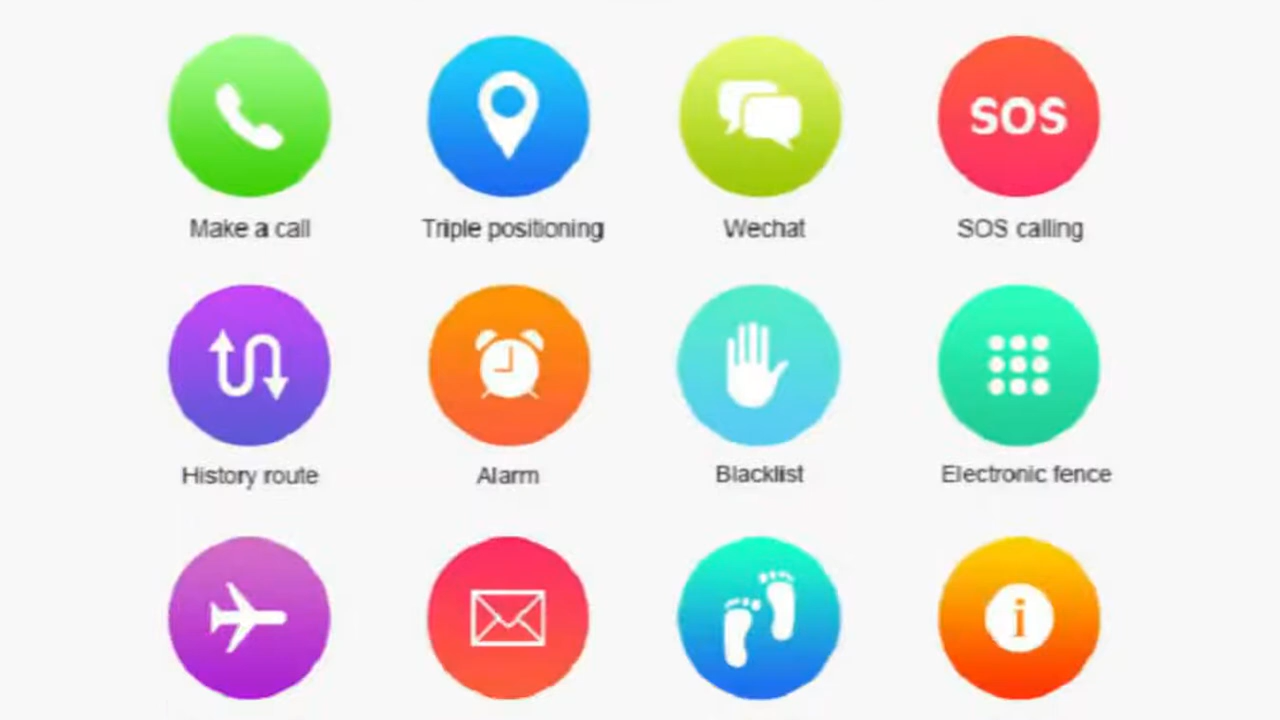 SOS
Make a call
Triple positioning
Wechat
SOS calling
History route
Alarm
Blacklist
Electronic fence
i